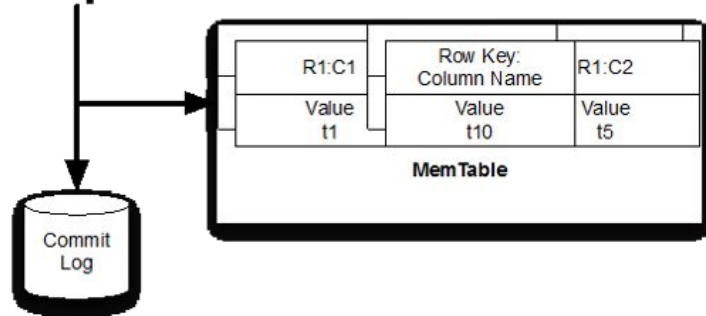 R1:C1
Row Key:
Column Name
R1:C2
Value
t1
Value
t10
Value
t5
MemTable
Commit
Log